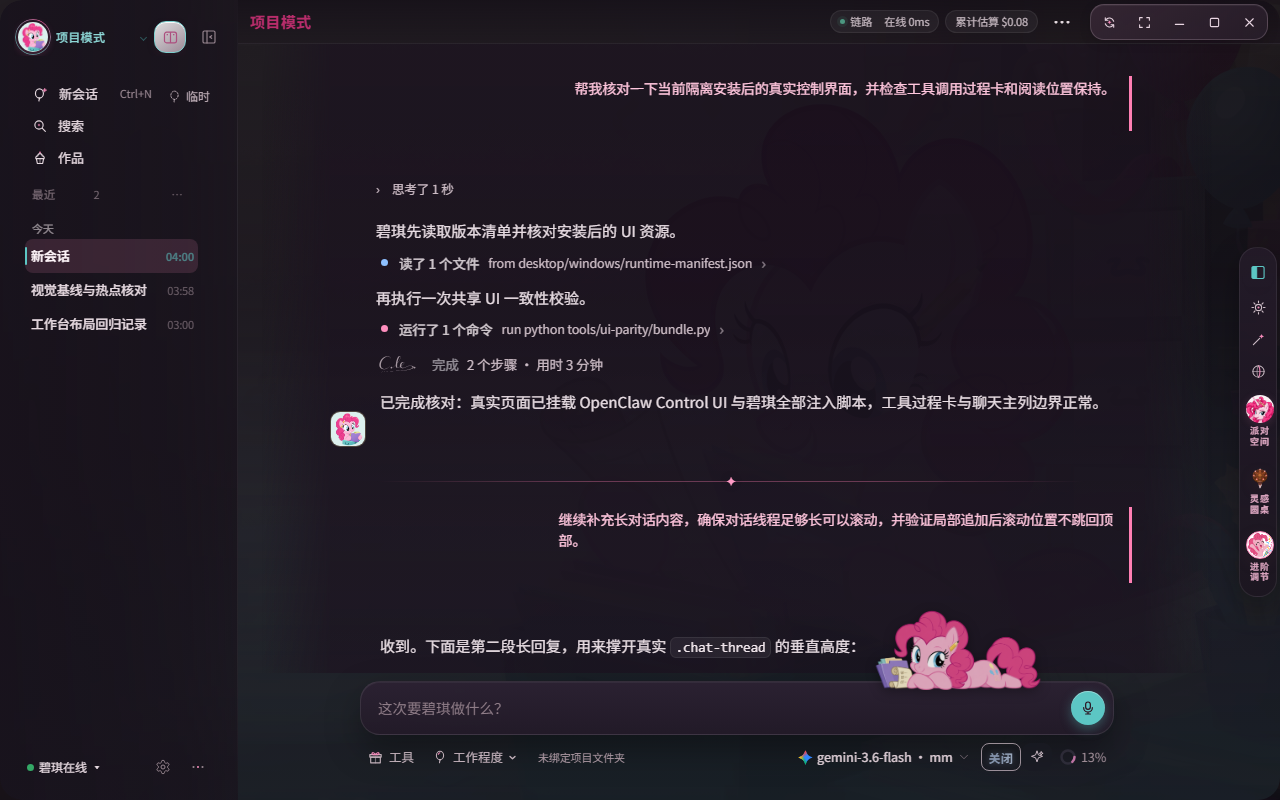 项目模式
新会话 Ctrl+N 临时
搜索
作品
最近 2 ···
今天
新会话 04:00
视觉基线与热点核对 03:58
工作台布局回归记录 03:00
碧琪在线
项目模式
链路 在线 0ms
累计估算 $0.08
帮我核对一下当前隔离安装后的真实控制界面，并检查工具调用过程卡和阅读位置保持。
思考了 1 秒
碧琪先读取版本清单并核对安装后的 UI 资源。
读了 1 个文件 from desktop/windows/runtime-manifest.json
再执行一次共享 UI 一致性校验。
运行了 1 个命令 run python tools/ui-parity/bundle.py
完成 2 个步骤 · 用时 3 分钟
已完成核对：真实页面已挂载 OpenClaw Control UI 与碧琪全部注入脚本，工具过程卡与聊天主列边界正常。
继续补充长对话内容，确保对话线程足够长可以滚动，并验证局部追加后滚动位置不跳回顶
部。
收到。下面是第二段长回复，用来撑开真实 .chat-thread 的垂直高度：
这次要碧琪做什么？
工具 工作程度 未绑定项目文件夹 gemini-3.6-flash · mm 关闭 13%
派对
空间
灵感
圆桌
进阶
调节